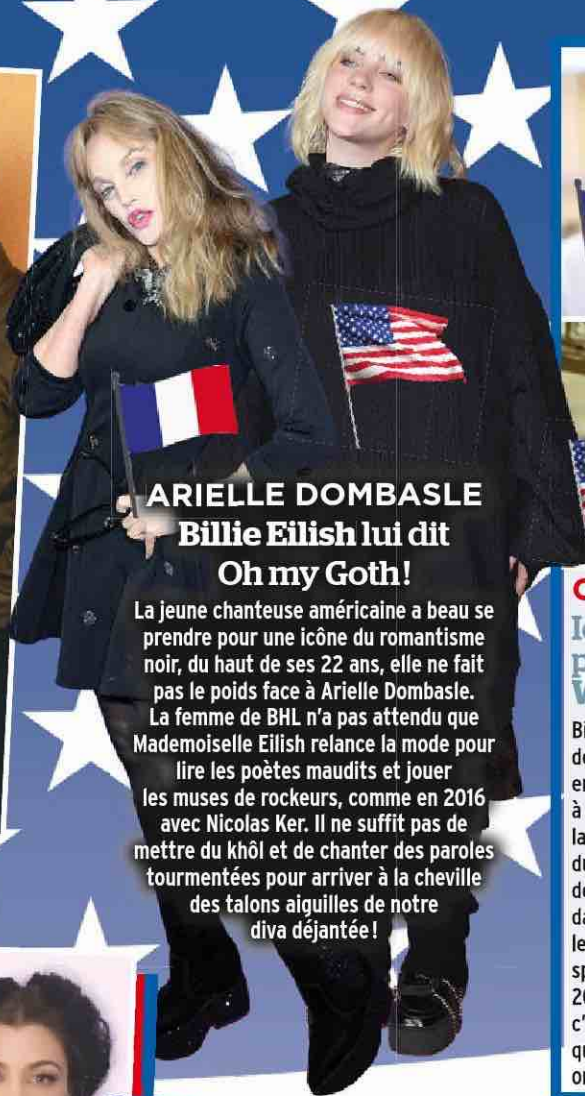 ARIELLE DOMBASLE
Billie Eilish lui dit
Oh my Goth!
La jeune chanteuse américaine a beau se
prendre pour une icône du romantisme
noir, du haut de ses 22 ans, elle ne fait
pas le poids face à Arielle Dombasle.
La femme de BHL n'a pas attendu que
Mademoiselle Eilish relance la mode pour
lire les poètes maudits et jouer
les muses de rockeurs, comme en 2016
avec Nicolas Ker. Il ne suffit pas de
mettre du khôl et de chanter des paroles
tourmentées pour arriver à la cheville
des talons aiguilles de notre
diva déjantée!